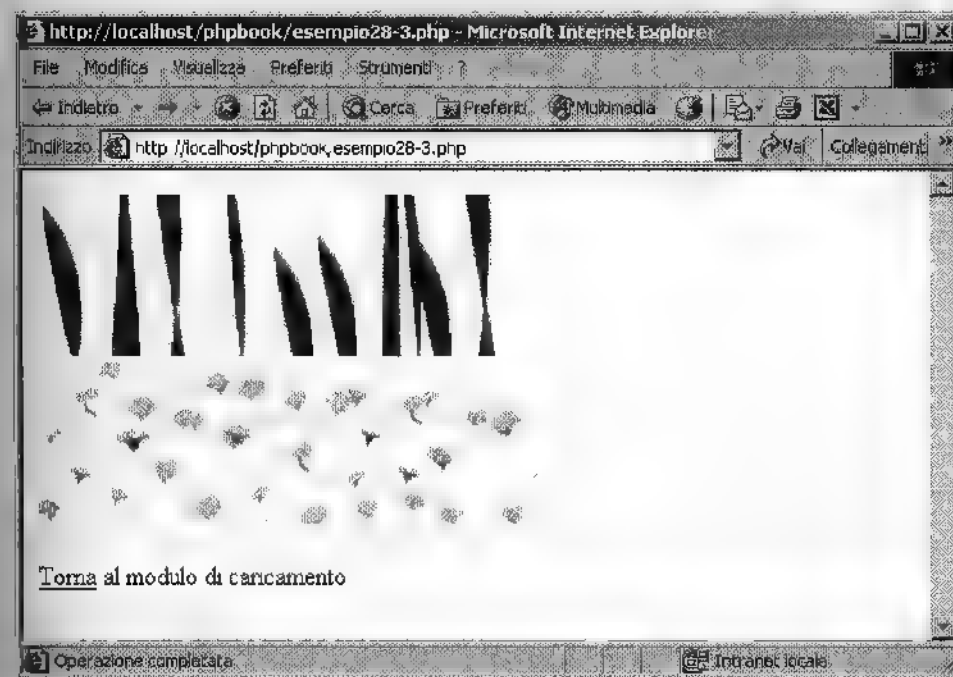 http://localhost/phpbook/esempio28-3.php - Microsoft Internet Explorer
File Modifica Visualizza Preferiti Strumenti ?
Indietro Cerca Preferiti Multimedia
Indirizzo http://localhost/phpbook/esempio28-3.php Vai Collegamenti »
Torna al modulo di caricamento
Operazione completata Intranet locale